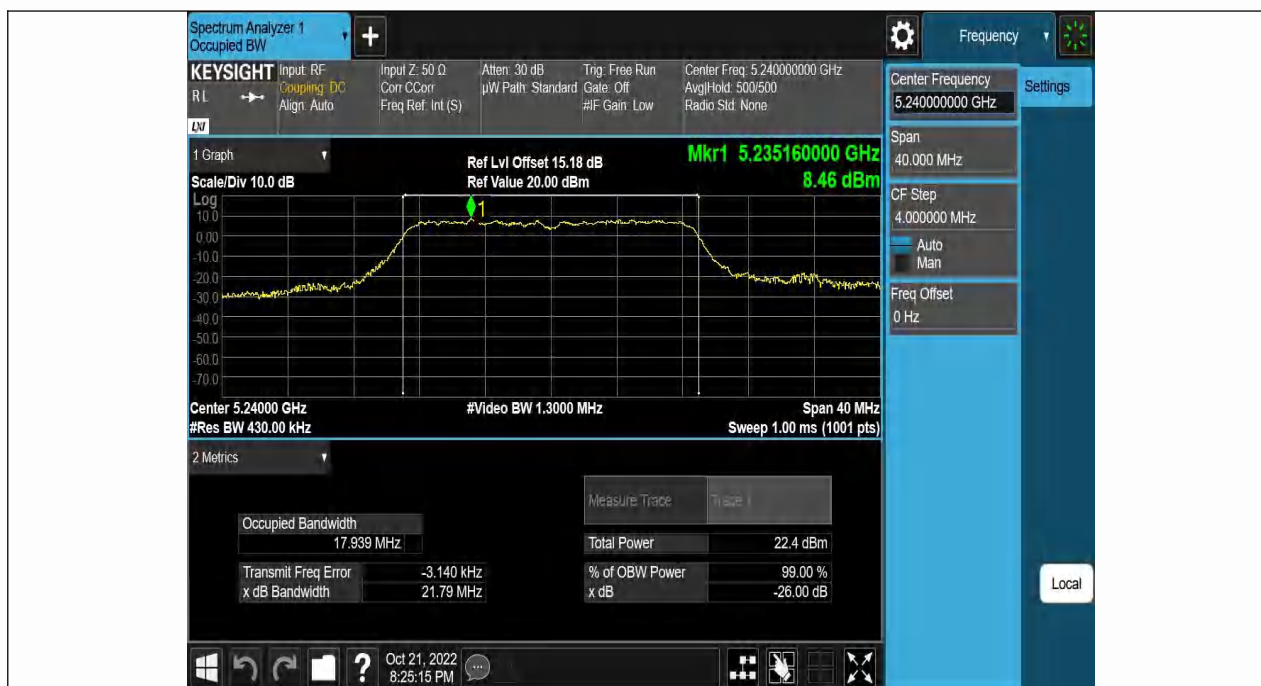 Spectrum Analyzer 1
Occupied BW
+
Frequency
KEYSIGHT
RL
LXI
Input: RF
Coupling: DC
Align: Auto
Input Z: 50 Ω
Corr CCorr
Freq Ref: Int (S)
Atten: 30 dB
µW Path: Standard
Trig: Free Run
Gate: Off
#IF Gain: Low
Center Freq: 5.240000000 GHz
Avg|Hold: 500/500
Radio Std: None
Center Frequency
5.240000000 GHz
Settings
Span
40.000 MHz
CF Step
4.000000 MHz
Auto
Man
Freq Offset
0 Hz
Local
1 Graph
Scale/Div 10.0 dB
Ref Lvl Offset 15.18 dB
Ref Value 20.00 dBm
Mkr1 5.235160000 GHz
8.46 dBm
Log
10.0
0.00
-10.0
-20.0
-30.0
-40.0
-50.0
-60.0
-70.0
1
Center 5.24000 GHz
#Res BW 430.00 kHz
#Video BW 1.3000 MHz
Span 40 MHz
Sweep 1.00 ms (1001 pts)
2 Metrics
Measure Trace
Trace 1
Occupied Bandwidth
17.939 MHz
Total Power
22.4 dBm
Transmit Freq Error
-3.140 kHz
% of OBW Power
99.00 %
x dB Bandwidth
21.79 MHz
x dB
-26.00 dB
?
Oct 21, 2022
8:25:15 PM